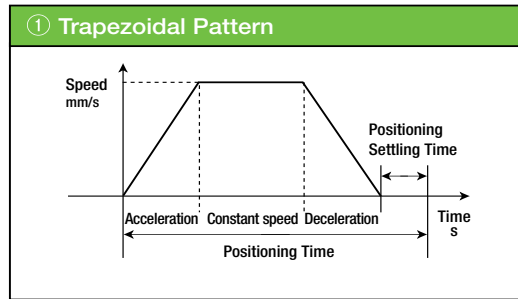 ① Trapezoidal Pattern
Speed
mm/s
Positioning
Settling Time
Acceleration
Constant speed
Deceleration
Time
s
Positioning Time